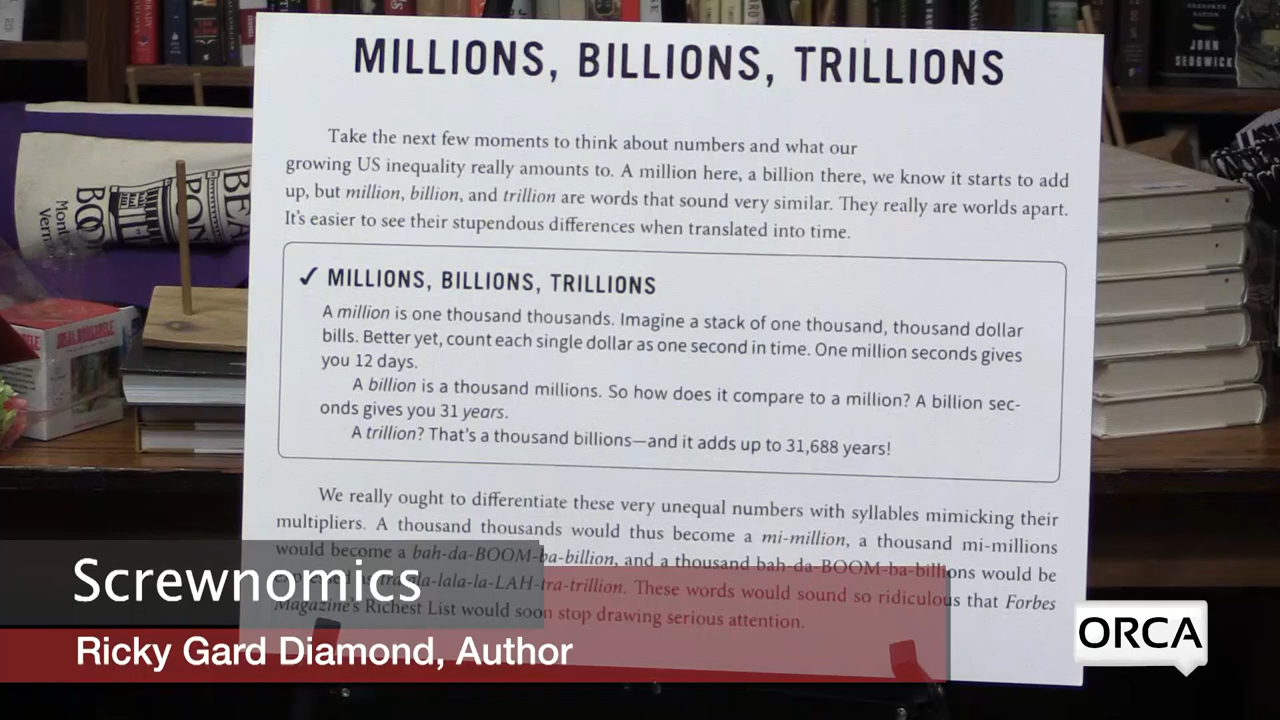 MILLIONS, BILLIONS, TRILLIONS
Take the next few moments to think about numbers and what our
growing US inequality really amounts to. A million here, a billion there, we know it starts to add
up, but million, billion, and trillion are words that sound very similar. They really are worlds apart.
It's easier to see their stupendous differences when translated into time.
✓ MILLIONS, BILLIONS, TRILLIONS
A million is one thousand thousands. Imagine a stack of one thousand, thousand dollar
bills. Better yet, count each single dollar as one second in time. One million seconds gives
you 12 days.
A billion is a thousand millions. So how does it compare to a million? A billion sec-
onds gives you 31 years.
A trillion? That's a thousand billions—and it adds up to 31,688 years!
We really ought to differentiate these very unequal numbers with syllables mimicking their
multipliers. A thousand thousands would thus become a mi-million, a thousand mi-millions
would become a bah-da-BOOM-ba-billion, and a thousand bah-da-BOOM-ba-billions would be
-lala-la-LAH-tra-trillion. These words would sound so ridiculous that Forbes
Magazine's Richest List would soon stop drawing serious attention.
Screwnomics
Ricky Gard Diamond, Author
ORCA
JOHN
SEDGWICK